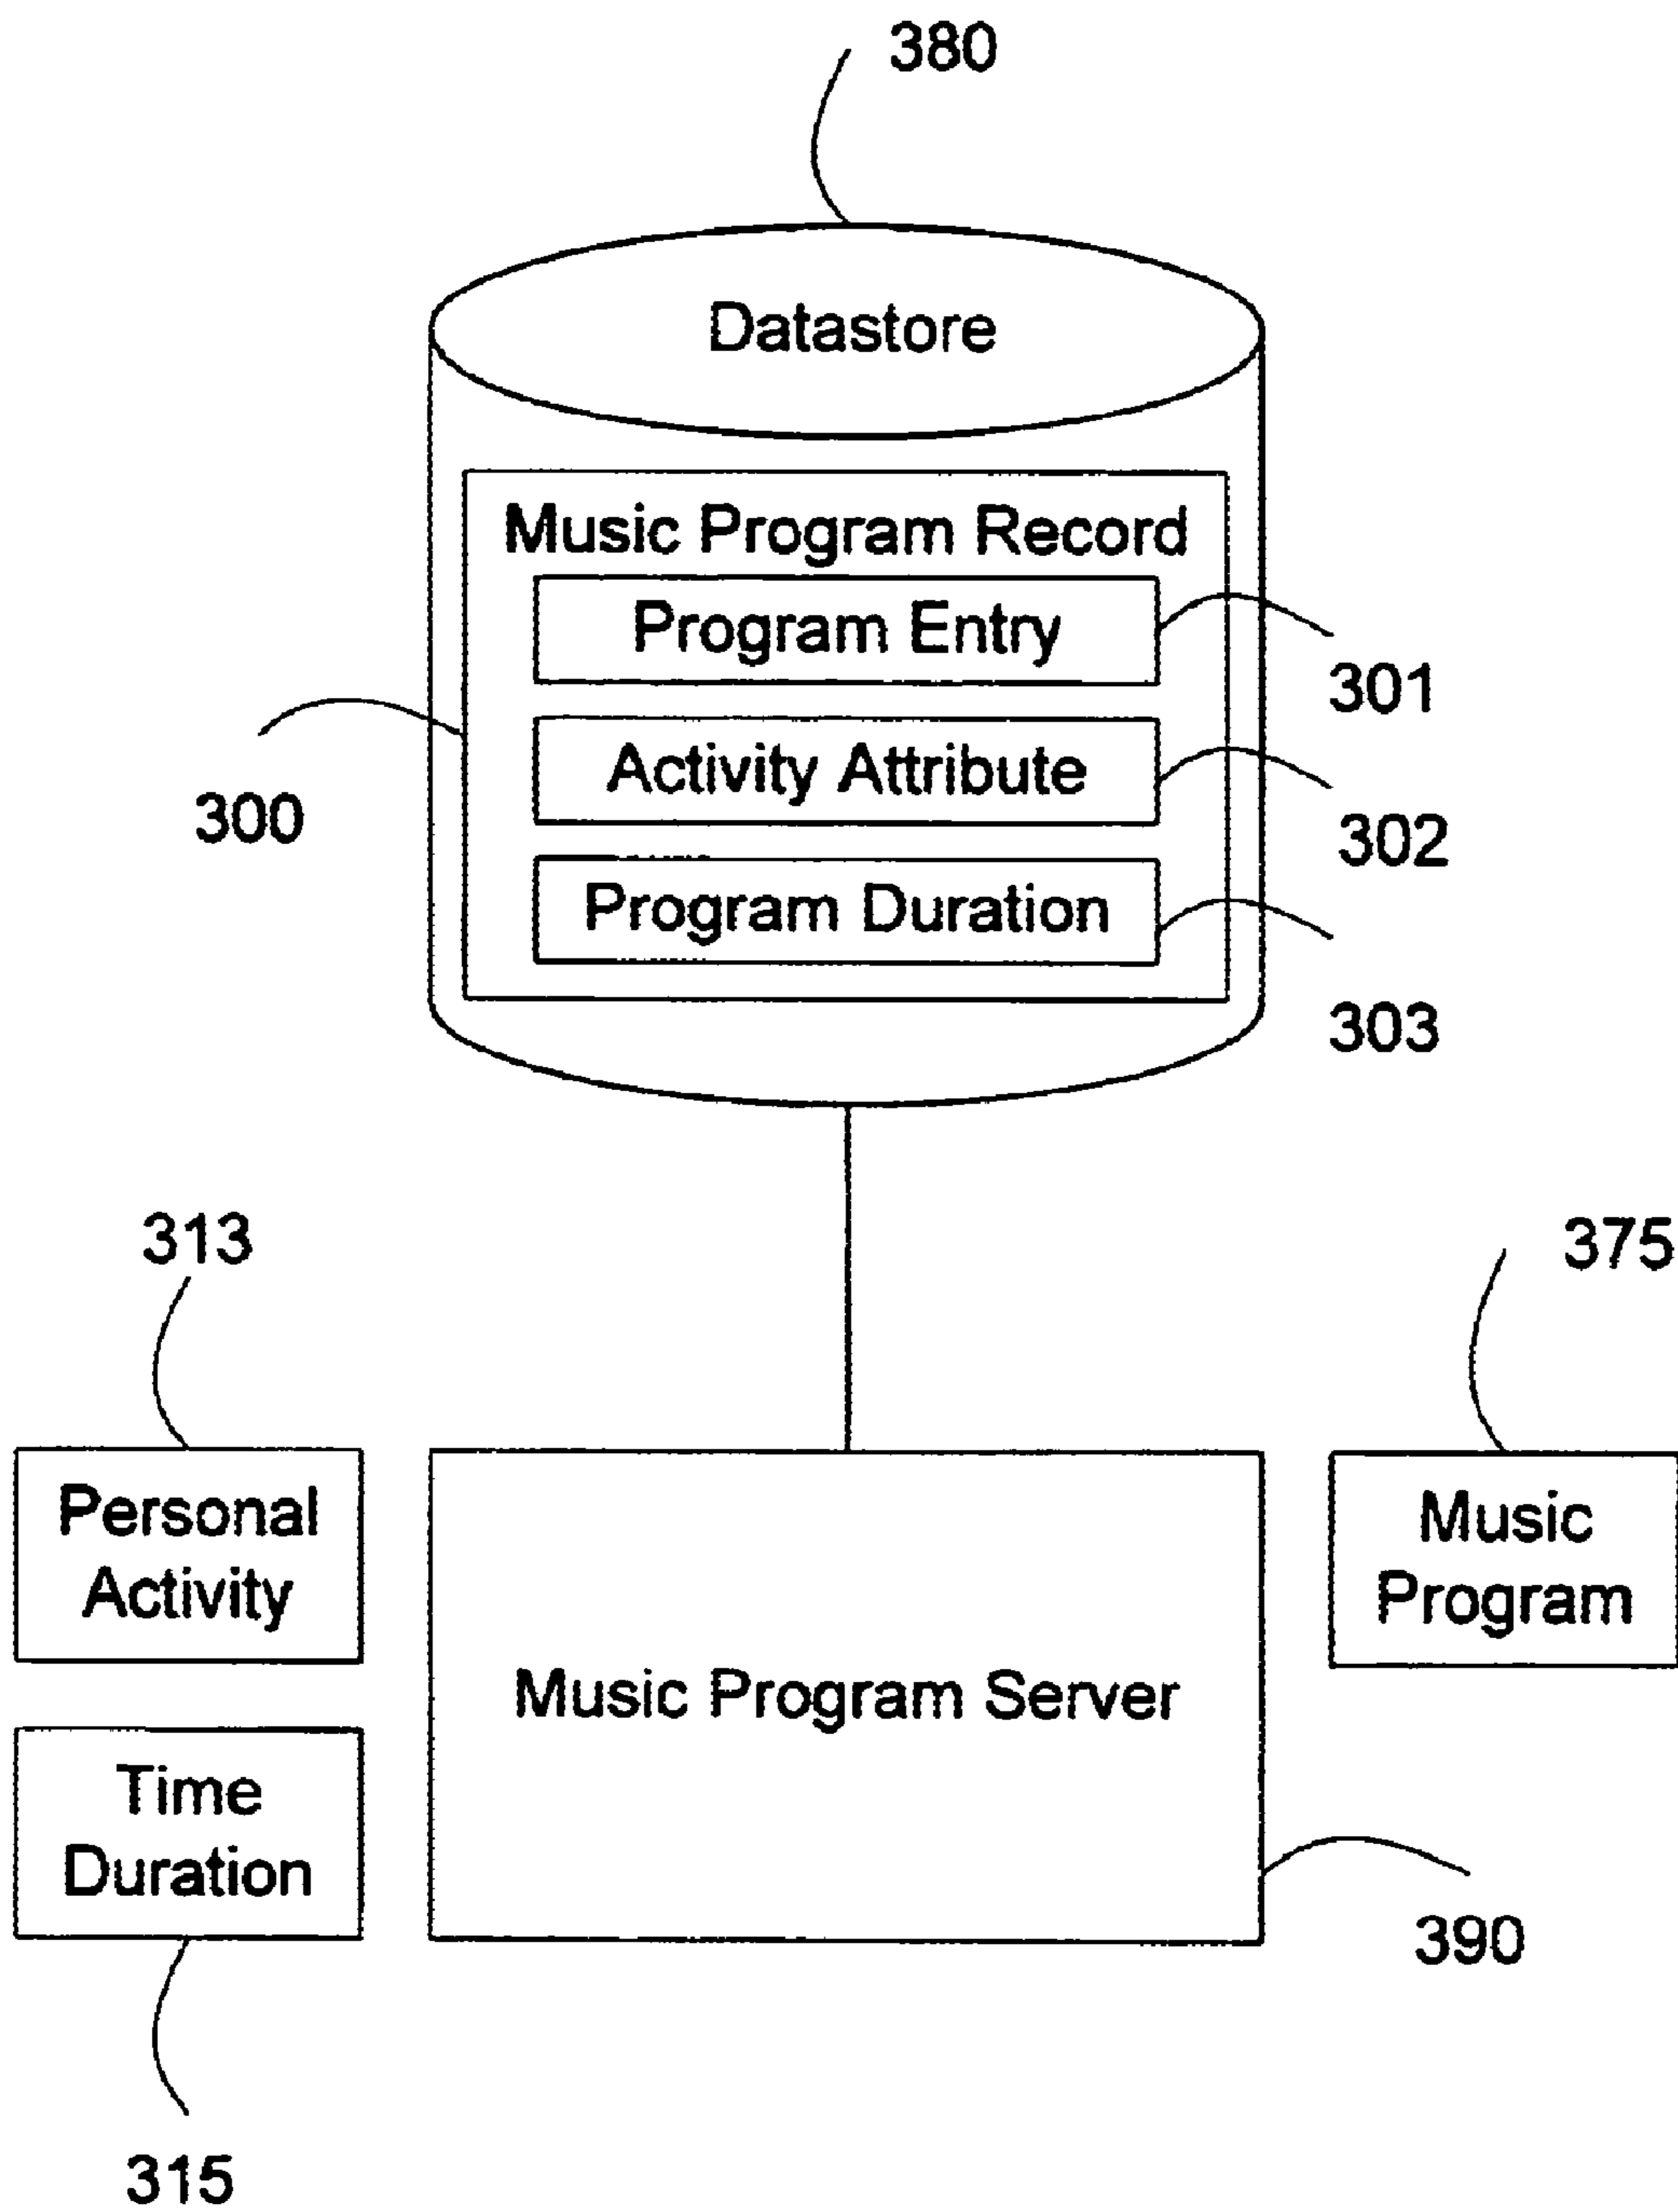 380
Datastore
Music Program Record
Program Entry
301
Activity Attribute
300
302
Program Duration
303
313
375
Personal
Activity
Music
Program
Music Program Server
Time
Duration
390
315